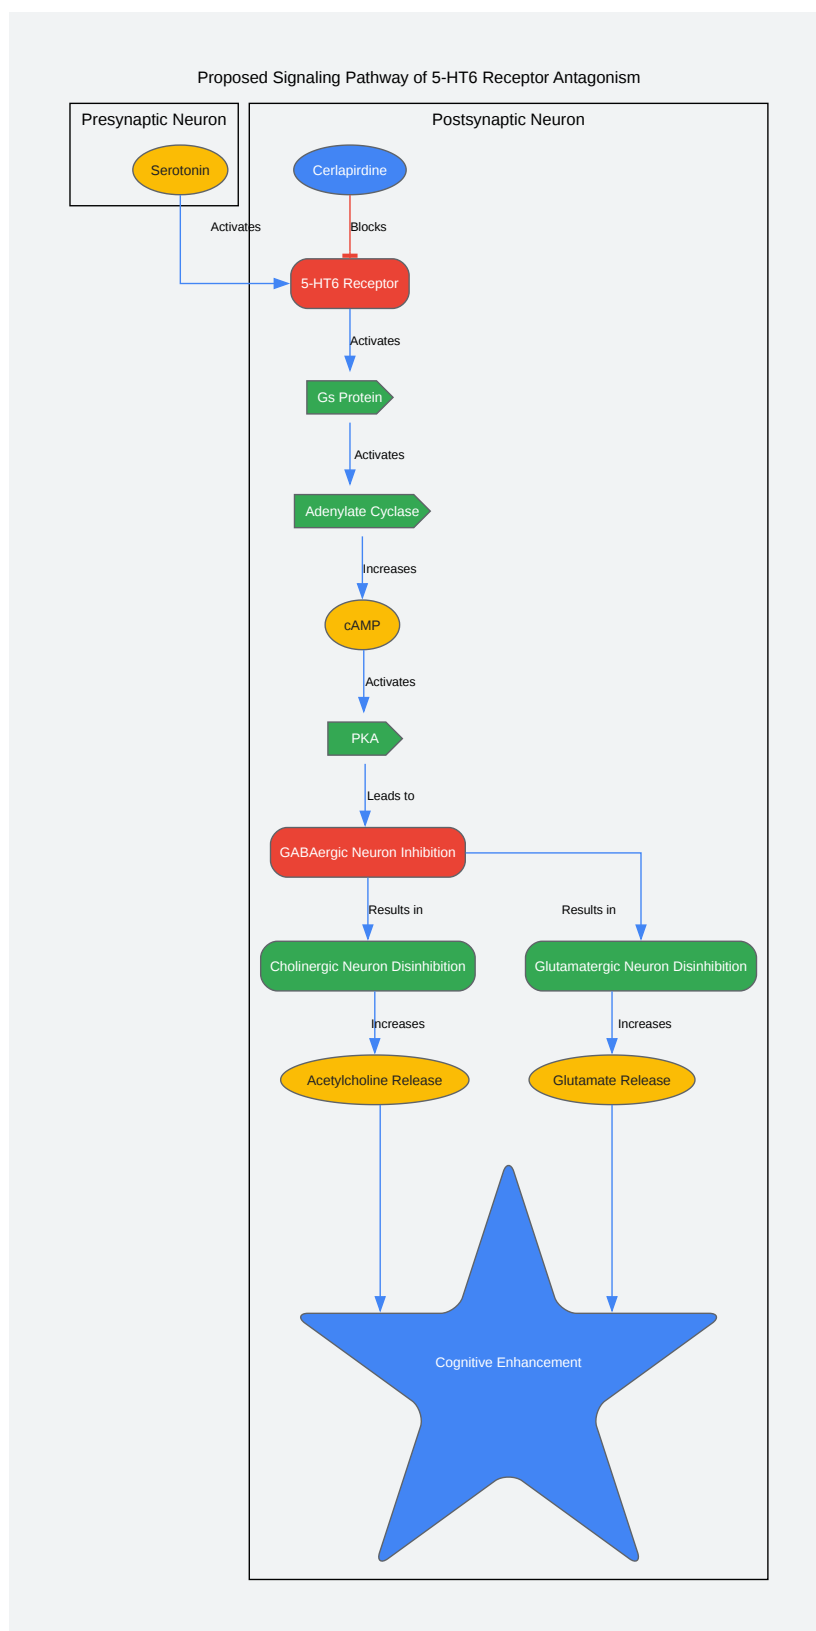 Proposed Signaling Pathway of 5-HT6 Receptor Antagonism
Presynaptic Neuron
Postsynaptic Neuron
Serotonin
Cerlapirdine
Activates
Blocks
5-HT6 Receptor
Activates
Gs Protein
Activates
Adenylate Cyclase
Increases
cAMP
Activates
PKA
Leads to
GABAergic Neuron Inhibition
Results in
Results in
Cholinergic Neuron Disinhibition
Glutamatergic Neuron Disinhibition
Increases
Increases
Acetylcholine Release
Glutamate Release
Cognitive Enhancement